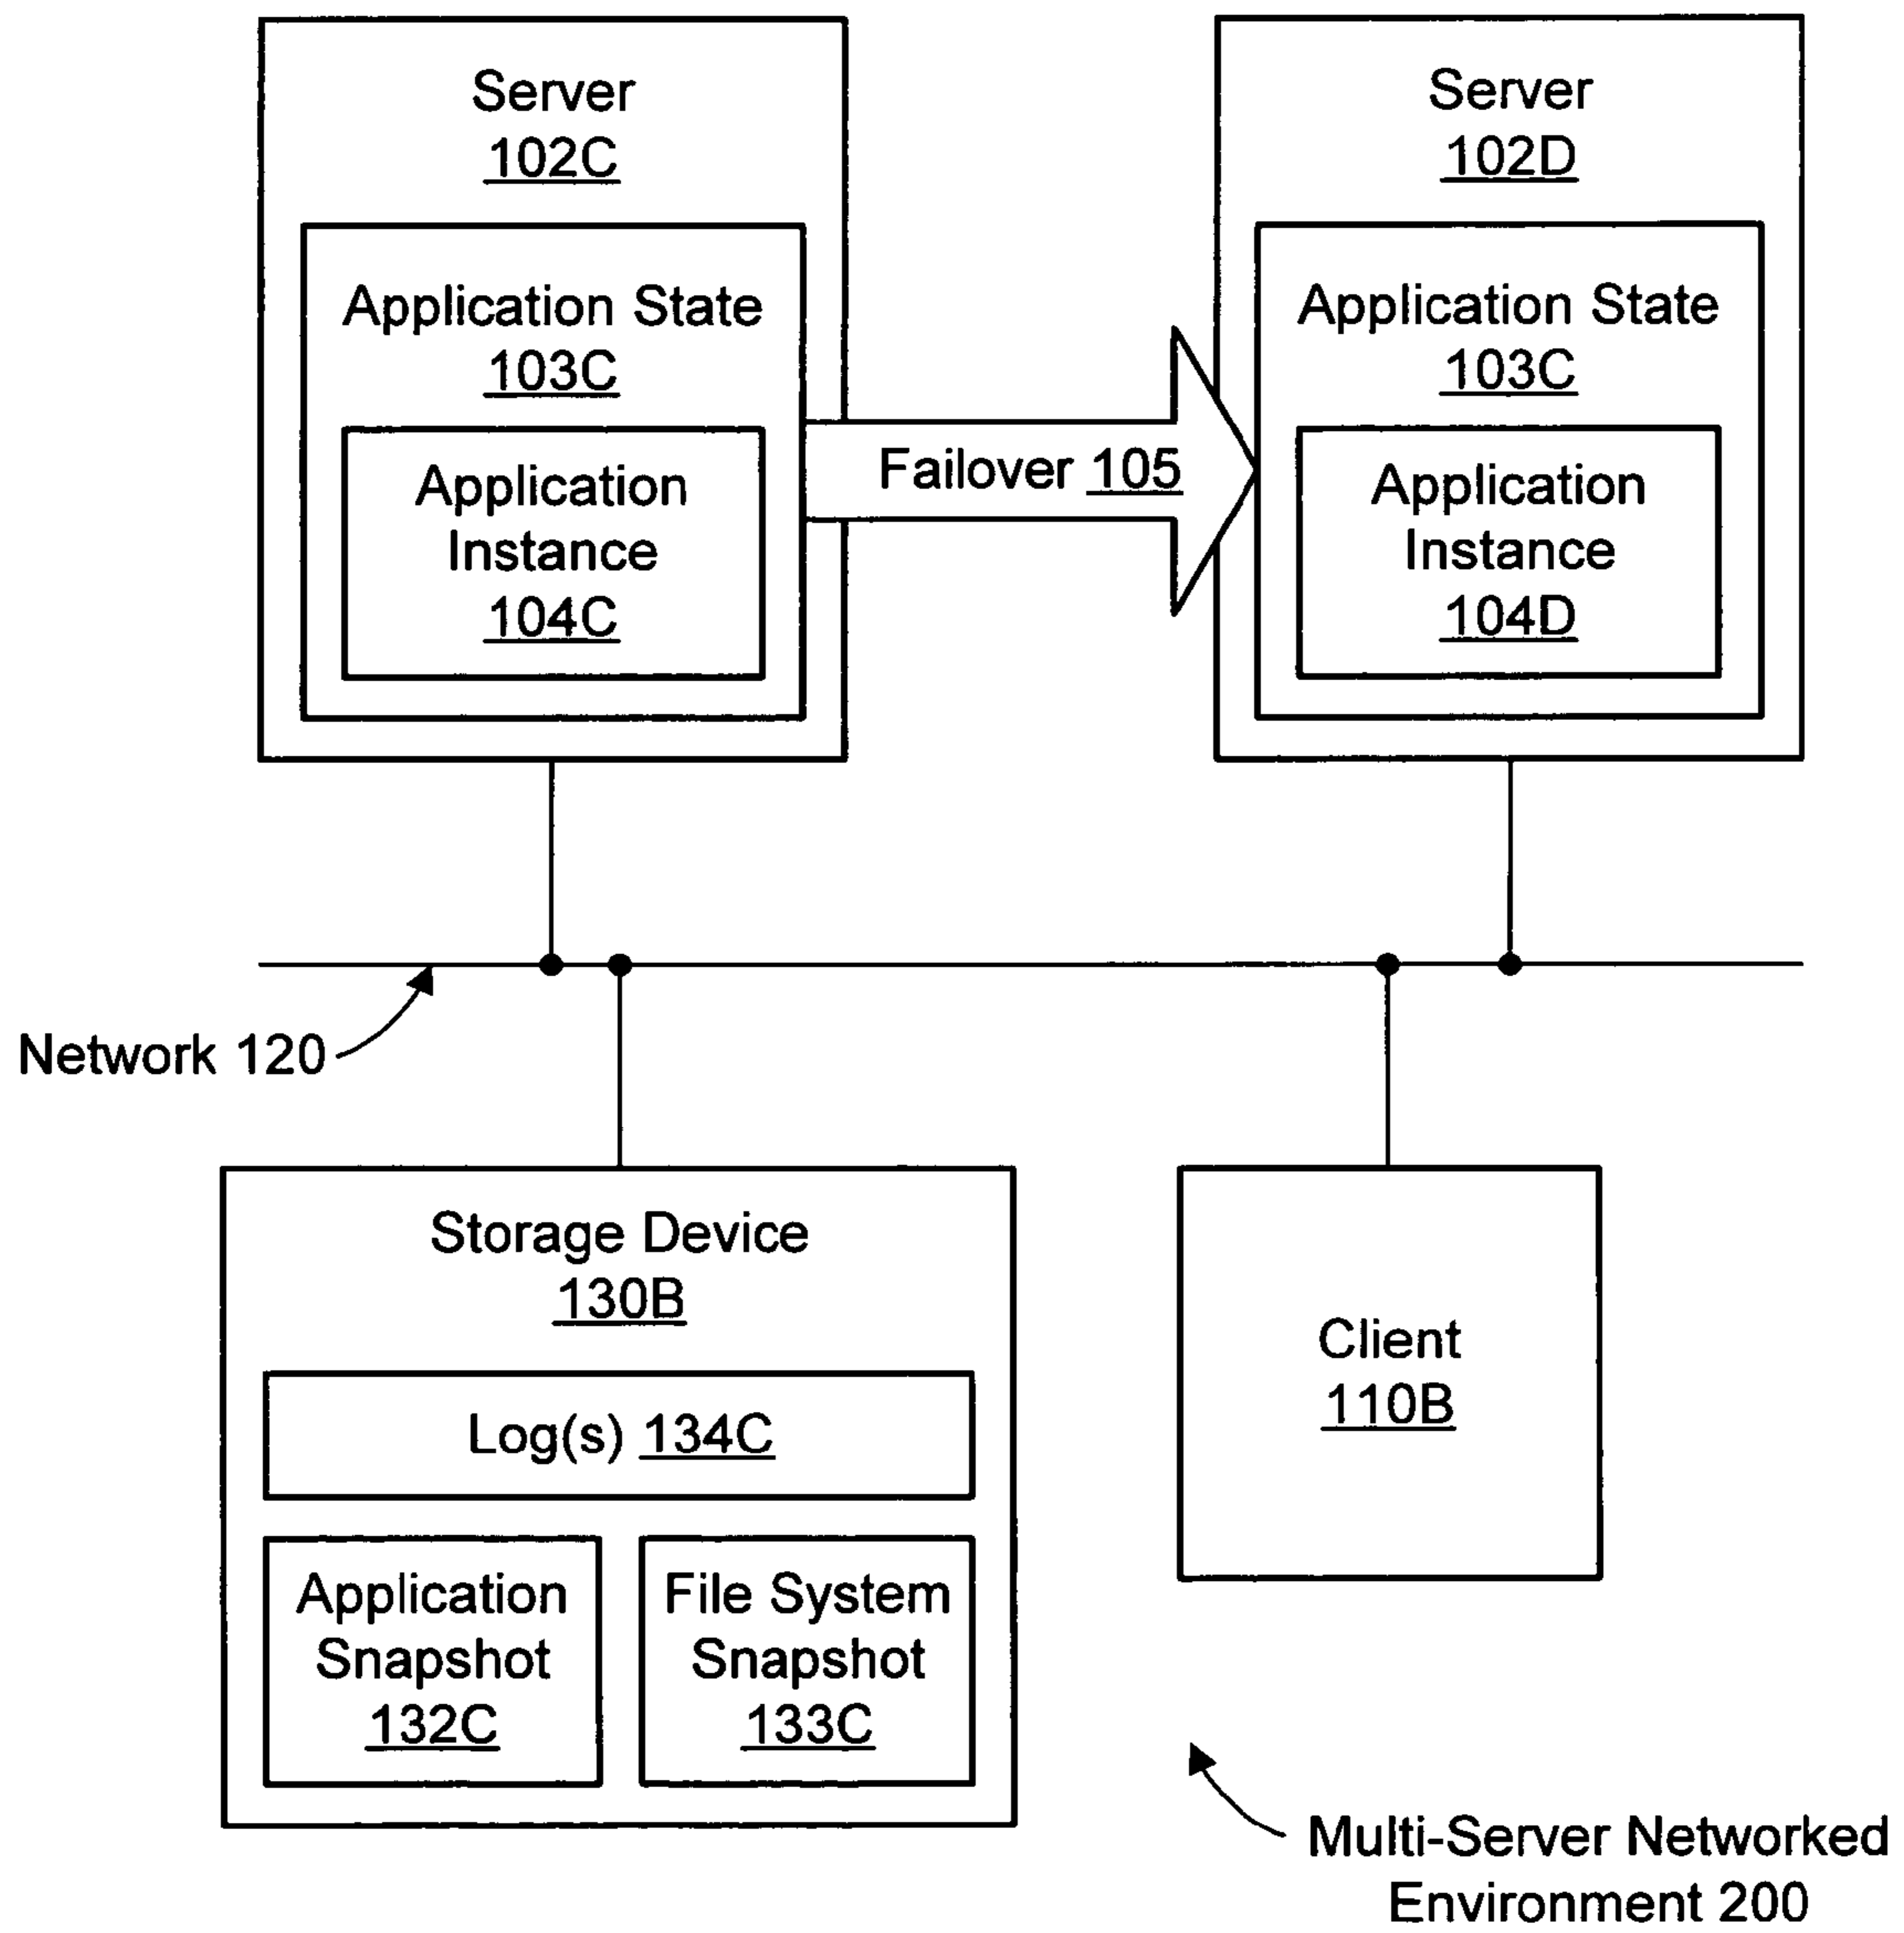 Server
102C
Application State
103C
Application
Instance
104C
Failover 105
Server
102D
Application State
103C
Application
Instance
104D
Network 120
Storage Device
130B
Log(s) 134C
Application
Snapshot
132C
File System
Snapshot
133C
Client
110B
Multi-Server Networked
Environment 200